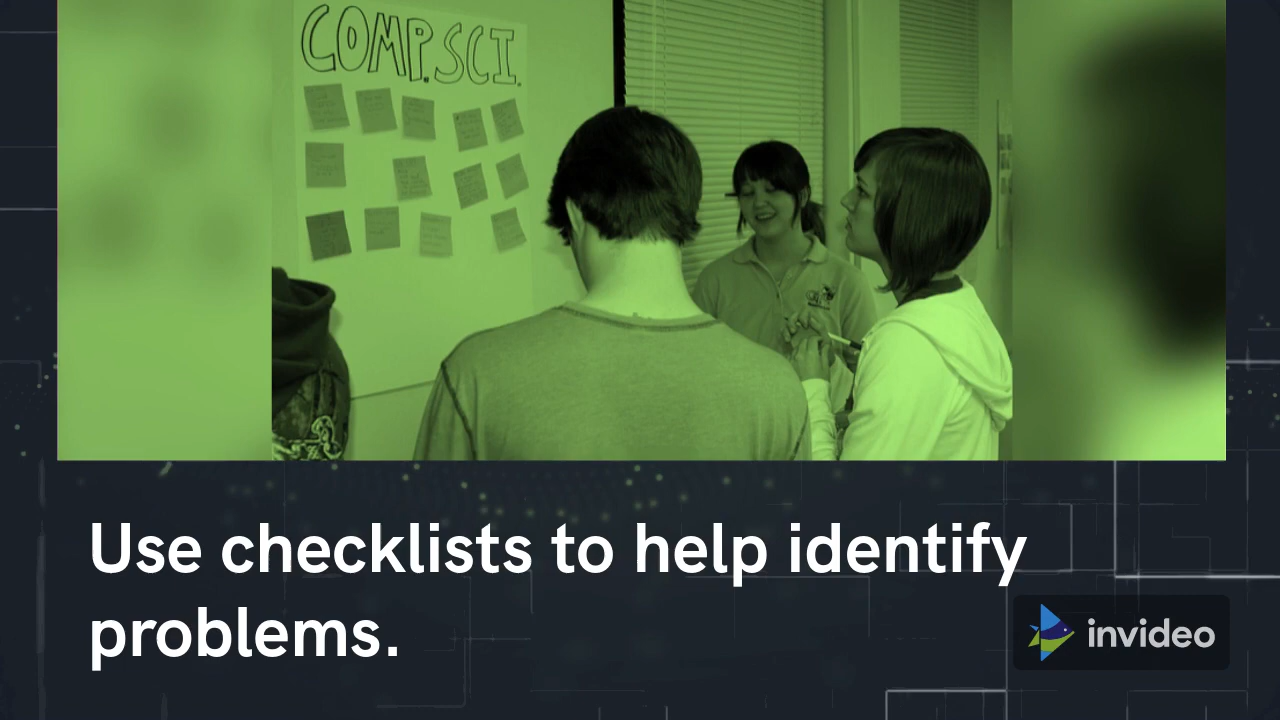 COMP. SCI.
Use checklists to help identify
problems.
invideo